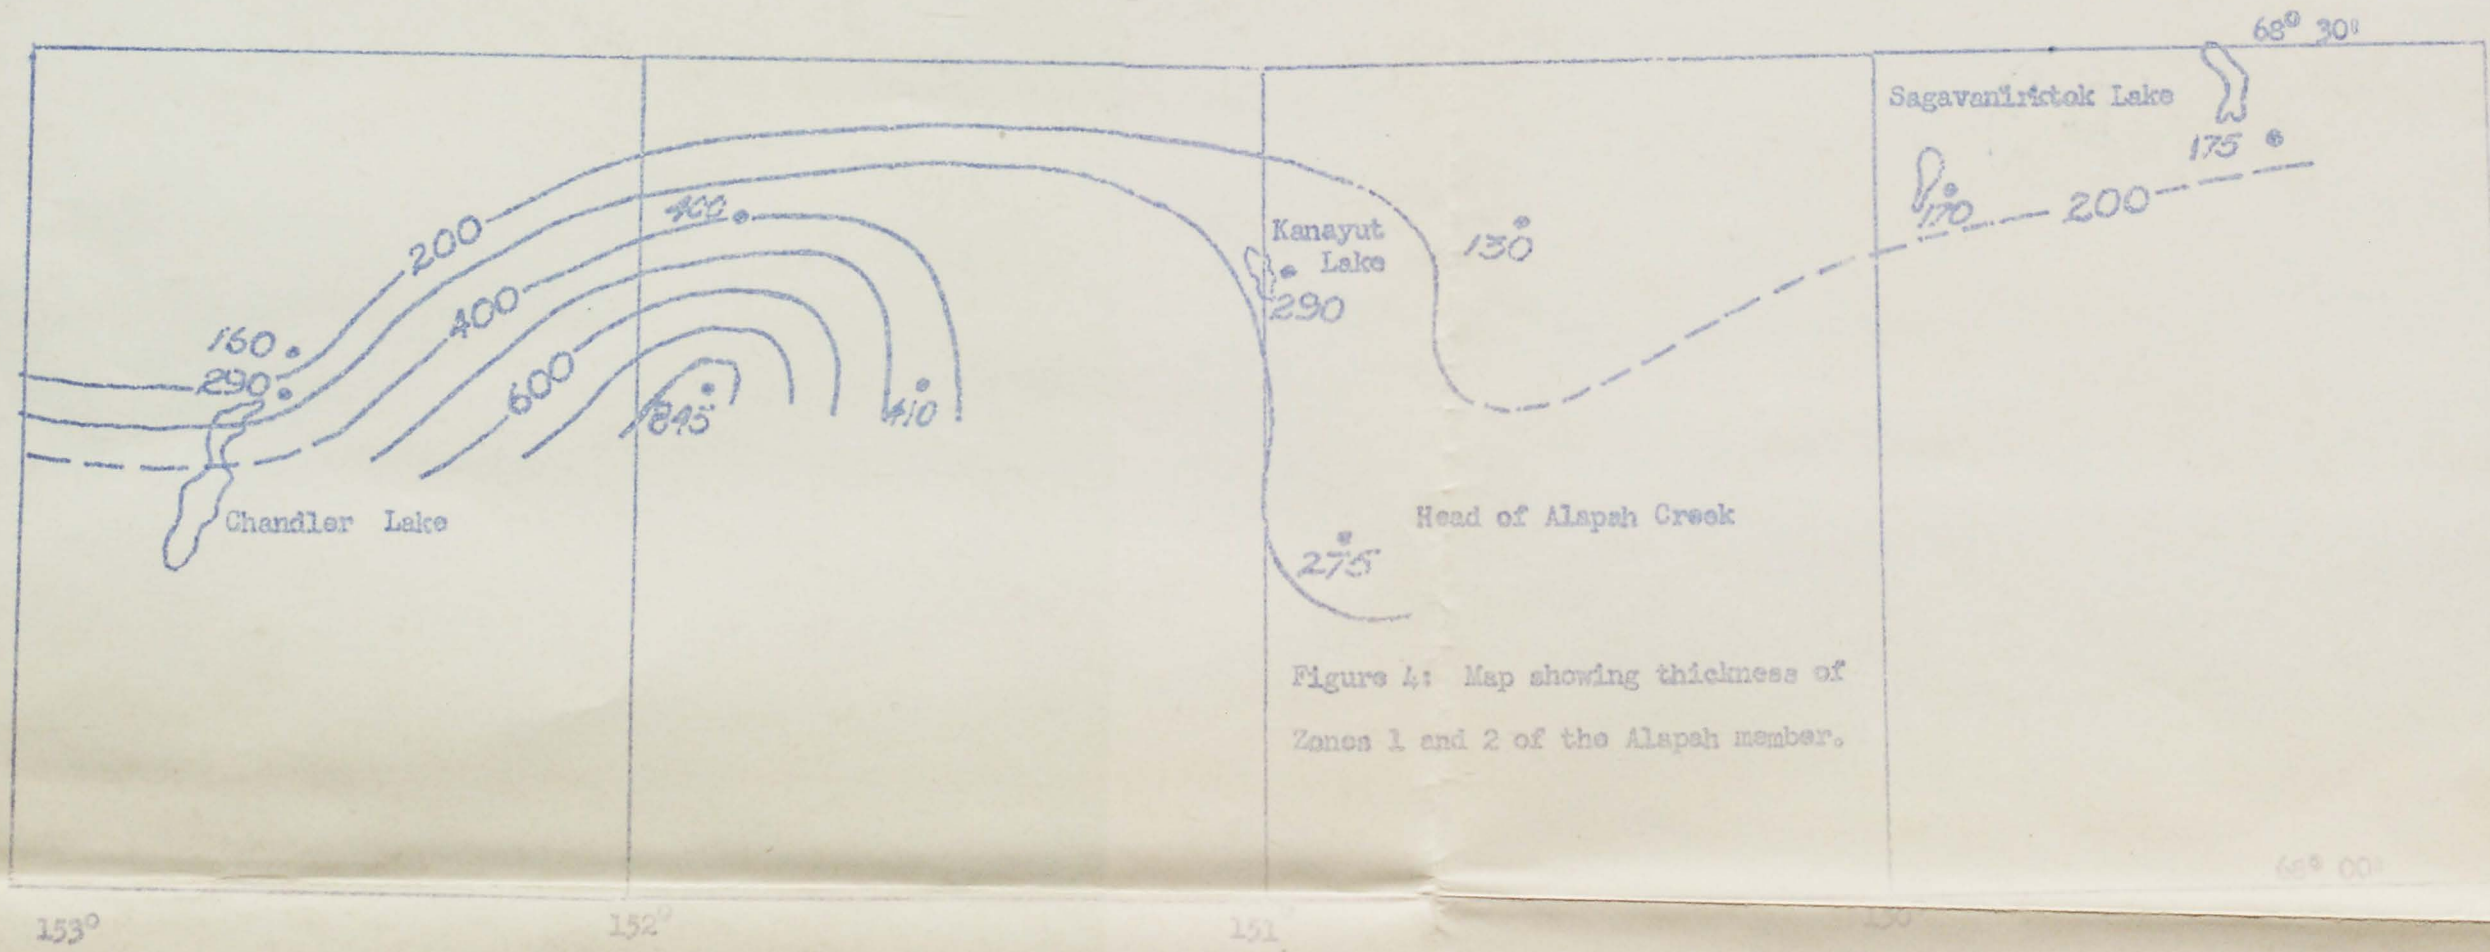 68° 30'
Sagavanirktok Lake
175
170
200
200
400
Kanayut
Lake
290
130
400
160
290
600
845
410
Chandler Lake
Head of Alapah Creek
275
Figure 4: Map showing thickness of
Zones 1 and 2 of the Alapah member.
68° 00'
153°
152°
151°
150°